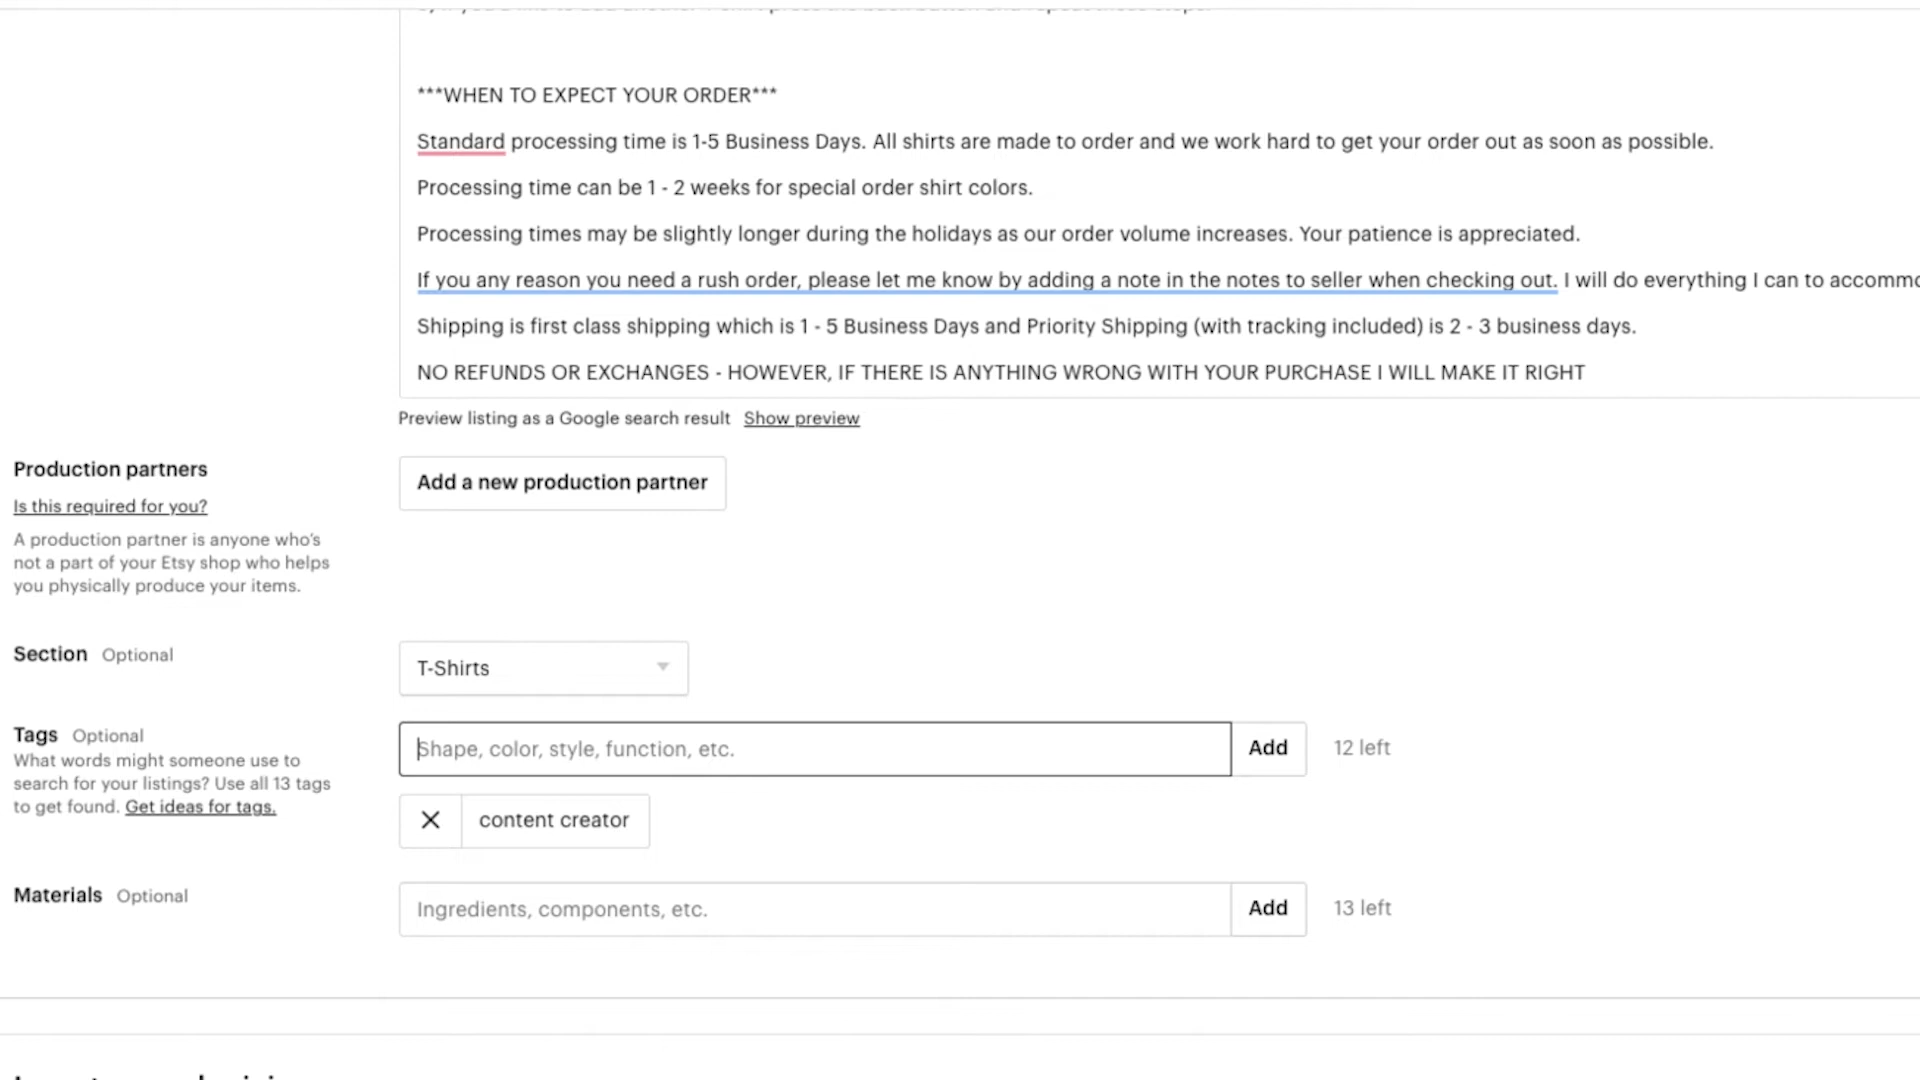 ***WHEN TO EXPECT YOUR ORDER***
Standard processing time is 1-5 Business Days. All shirts are made to order and we work hard to get your order out as soon as possible.
Processing time can be 1 - 2 weeks for special order shirt colors.
Processing times may be slightly longer during the holidays as our order volume increases. Your patience is appreciated.
If you any reason you need a rush order, please let me know by adding a note in the notes to seller when checking out. I will do everything I can to
Shipping is first class shipping which is 1 - 5 Business Days and Priority Shipping (with tracking included) is 2 - 3 business days.
NO REFUNDS OR EXCHANGES - HOWEVER, IF THERE IS ANYTHING WRONG WITH YOUR PURCHASE I WILL MAKE IT RIGHT
Preview listing as a Google search result Show preview
Production partners
Is this required for you?
A production partner is anyone who's
not a part of your Etsy shop who helps
you physically produce your items.
Add a new production partner
Section Optional
T-Shirts
Tags Optional
What words might someone use to
search for your listings? Use all 13 tags
to get found. Get ideas for tags.
Shape, color, style, function, etc.
Add
12 left
content creator
Materials Optional
Ingredients, components, etc.
Add
13 left